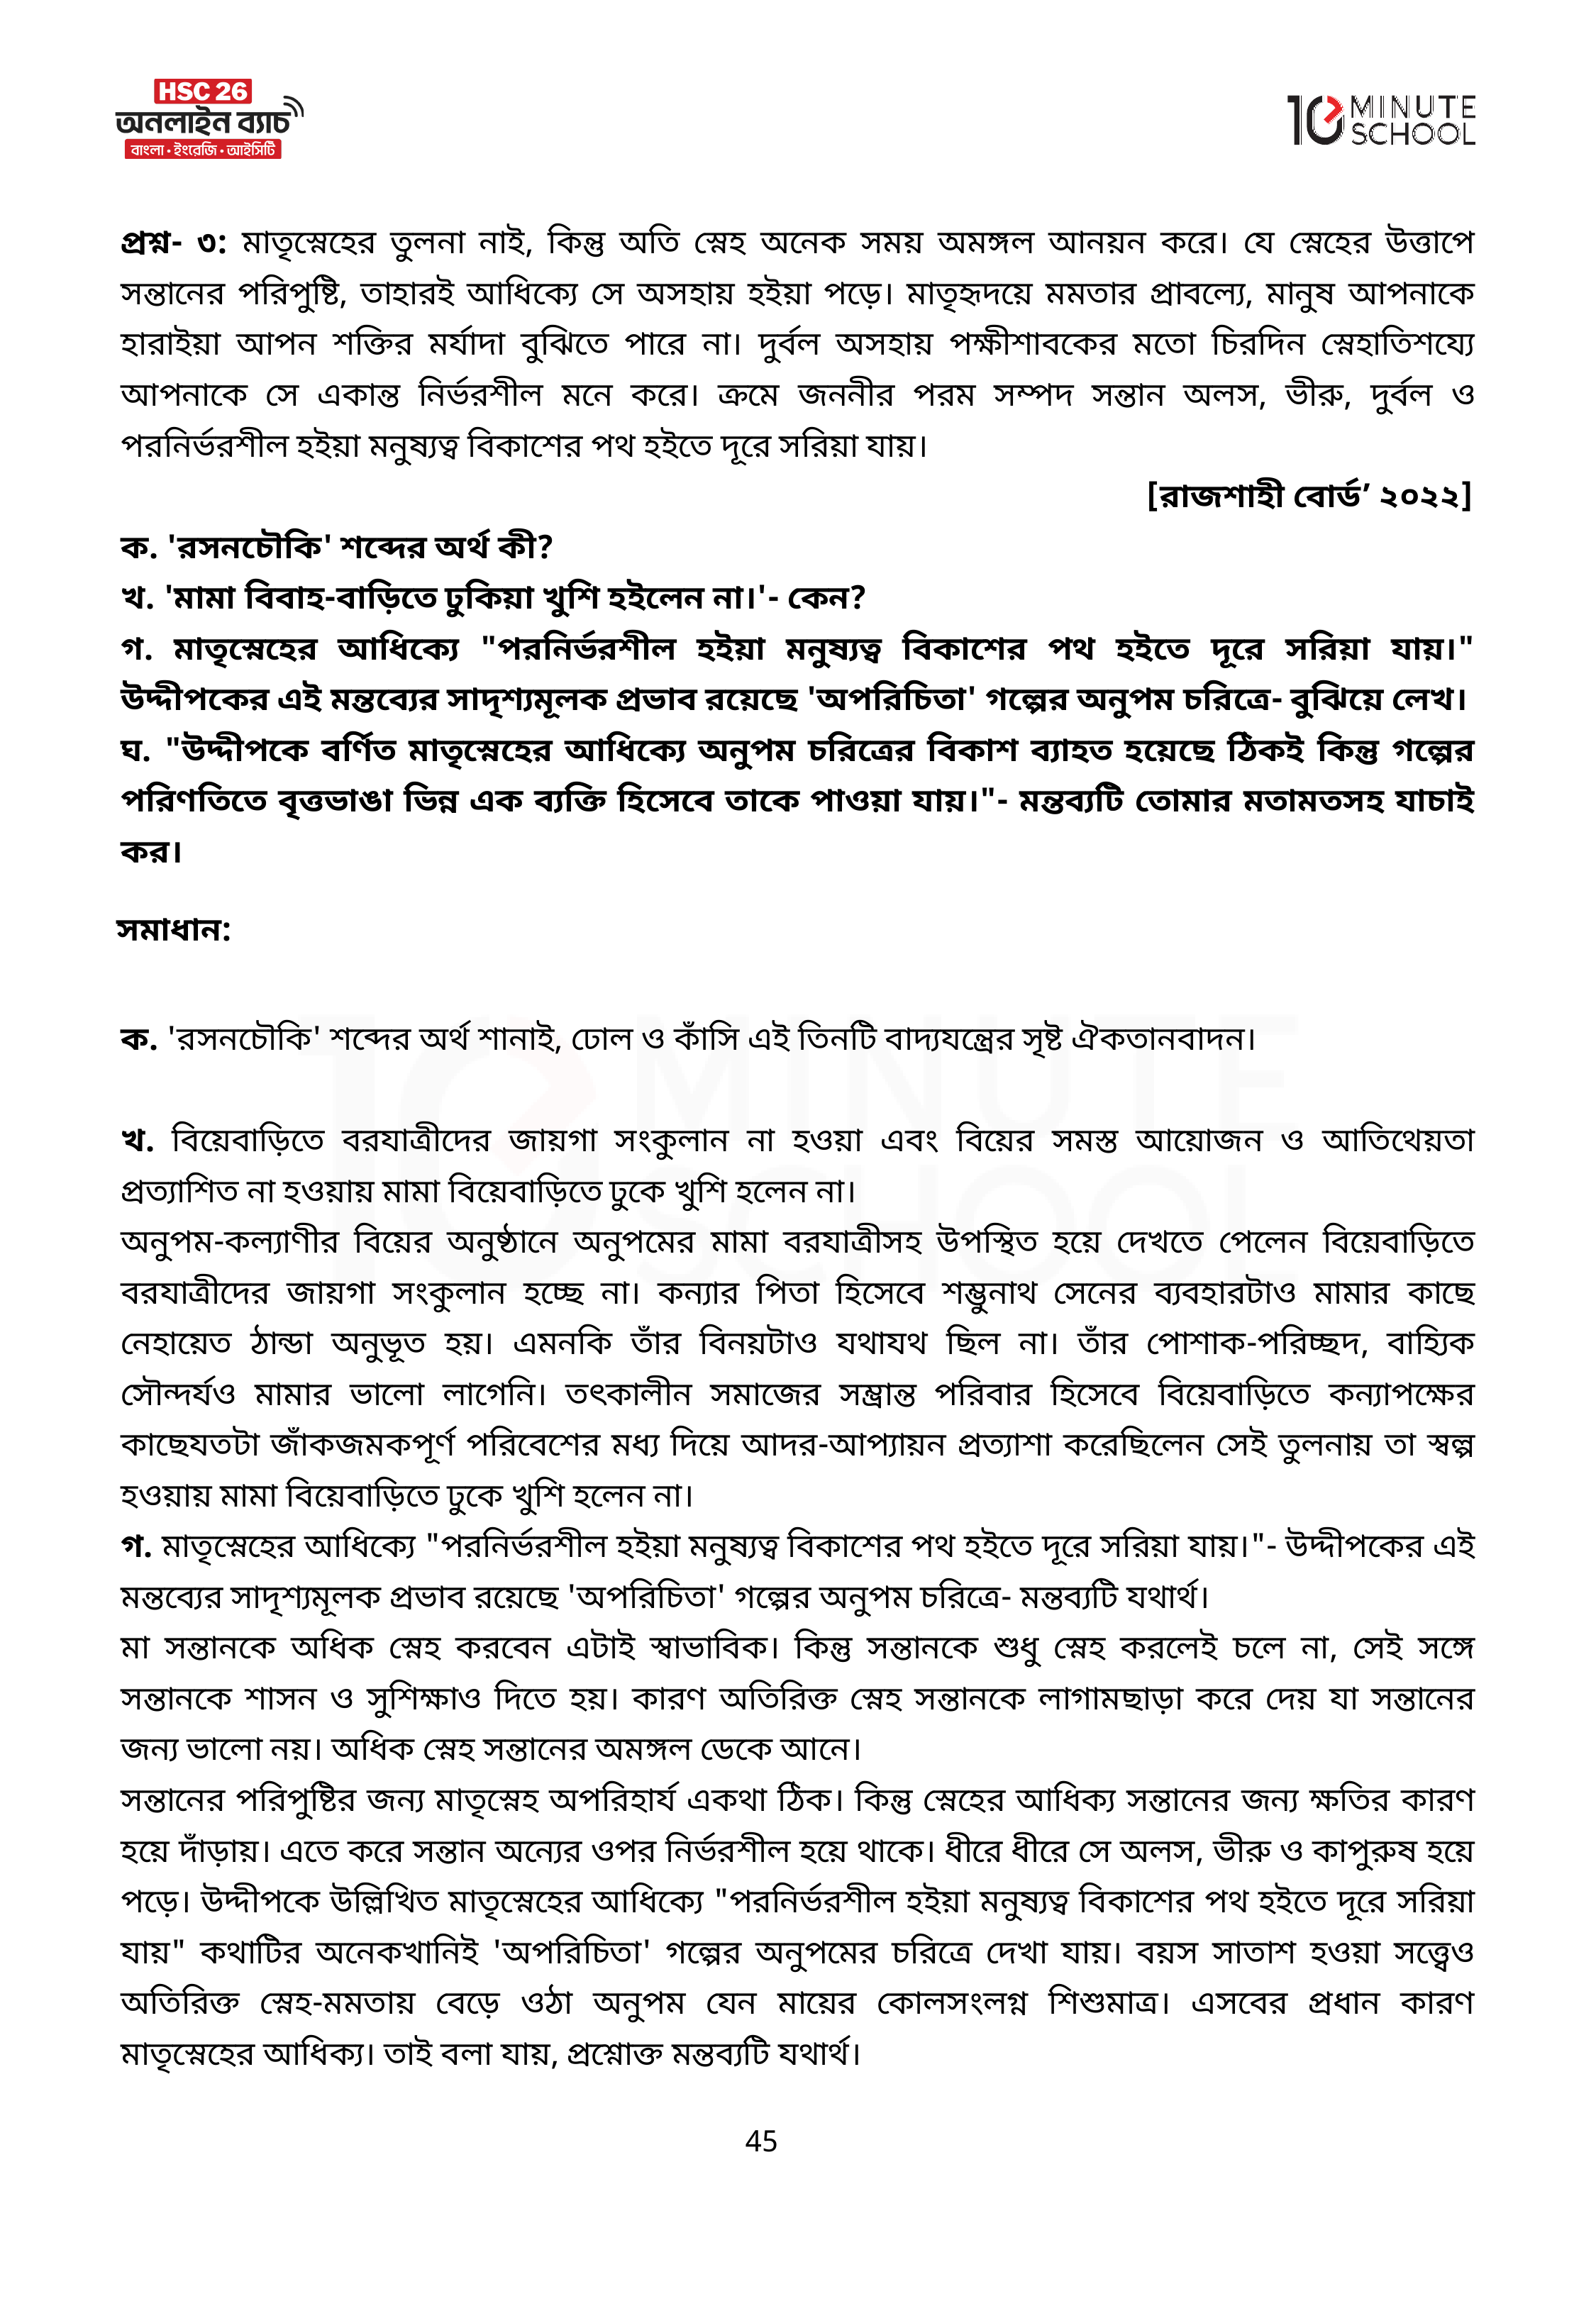 HSC 26
অনলাইন ব্যাচ
বাংলা • ইংরেজি • আইসিটি
10 MINUTE SCHOOL
প্রশ্ন- ৩: মাতৃস্নেহের তুলনা নাই, কিন্তু অতি স্নেহ অনেক সময় অমঙ্গল আনয়ন করে। যে স্নেহের উত্তাপে
সন্তানের পরিপুষ্টি, তাহারই আধিক্যে সে অসহায় হইয়া পড়ে। মাতৃহৃদয়ে মমতার প্রাবল্যে, মানুষ আপনাকে
হারাইয়া আপন শক্তির মর্যাদা বুঝিতে পারে না। দুর্বল অসহায় পক্ষীশাবকের মতো চিরদিন স্নেহাতিশয্যে
আপনাকে সে একান্ত নির্ভরশীল মনে করে। ক্রমে জননীর পরম সম্পদ সন্তান অলস, ভীরু, দুর্বল ও
পরনির্ভরশীল হইয়া মনুষ্যত্ব বিকাশের পথ হইতে দূরে সরিয়া যায়।
[রাজশাহী বোর্ড’ ২০২২]
ক. 'রসনচৌকি' শব্দের অর্থ কী?
খ. 'মামা বিবাহ-বাড়িতে ঢুকিয়া খুশি হইলেন না।'- কেন?
গ. মাতৃস্নেহের আধিক্যে "পরনির্ভরশীল হইয়া মনুষ্যত্ব বিকাশের পথ হইতে দূরে সরিয়া যায়।"
উদ্দীপকের এই মন্তব্যের সাদৃশ্যমূলক প্রভাব রয়েছে 'অপরিচিতা' গল্পের অনুপম চরিত্রে- বুঝিয়ে লেখ।
ঘ. "উদ্দীপকে বর্ণিত মাতৃস্নেহের আধিক্যে অনুপম চরিত্রের বিকাশ ব্যাহত হয়েছে ঠিকই কিন্তু গল্পের
পরিণতিতে বৃত্তভাঙা ভিন্ন এক ব্যক্তি হিসেবে তাকে পাওয়া যায়।"- মন্তব্যটি তোমার মতামতসহ যাচাই
কর।
সমাধান:
ক. 'রসনচৌকি' শব্দের অর্থ শানাই, ঢোল ও কাঁসি এই তিনটি বাদ্যযন্ত্রের সৃষ্ট ঐকতানবাদন।
খ. বিয়েবাড়িতে বরযাত্রীদের জায়গা সংকুলান না হওয়া এবং বিয়ের সমস্ত আয়োজন ও আতিথেয়তা
প্রত্যাশিত না হওয়ায় মামা বিয়েবাড়িতে ঢুকে খুশি হলেন না।
অনুপম-কল্যাণীর বিয়ের অনুষ্ঠানে অনুপমের মামা বরযাত্রীসহ উপস্থিত হয়ে দেখতে পেলেন বিয়েবাড়িতে
বরযাত্রীদের জায়গা সংকুলান হচ্ছে না। কন্যার পিতা হিসেবে শম্ভুনাথ সেনের ব্যবহারটাও মামার কাছে
নেহায়েত ঠান্ডা অনুভূত হয়। এমনকি তাঁর বিনয়টাও যথাযথ ছিল না। তাঁর পোশাক-পরিচ্ছদ, বাহ্যিক
সৌন্দর্যও মামার ভালো লাগেনি। তৎকালীন সমাজের সম্ভ্রান্ত পরিবার হিসেবে বিয়েবাড়িতে কন্যাপক্ষের
কাছেযতটা জাঁকজমকপূর্ণ পরিবেশের মধ্য দিয়ে আদর-আপ্যায়ন প্রত্যাশা করেছিলেন সেই তুলনায় তা স্বল্প
হওয়ায় মামা বিয়েবাড়িতে ঢুকে খুশি হলেন না।
গ. মাতৃস্নেহের আধিক্যে "পরনির্ভরশীল হইয়া মনুষ্যত্ব বিকাশের পথ হইতে দূরে সরিয়া যায়।"- উদ্দীপকের এই
মন্তব্যের সাদৃশ্যমূলক প্রভাব রয়েছে 'অপরিচিতা' গল্পের অনুপম চরিত্রে- মন্তব্যটি যথার্থ।
মা সন্তানকে অধিক স্নেহ করবেন এটাই স্বাভাবিক। কিন্তু সন্তানকে শুধু স্নেহ করলেই চলে না, সেই সঙ্গে
সন্তানকে শাসন ও সুশিক্ষাও দিতে হয়। কারণ অতিরিক্ত স্নেহ সন্তানকে লাগামছাড়া করে দেয় যা সন্তানের
জন্য ভালো নয়। অধিক স্নেহ সন্তানের অমঙ্গল ডেকে আনে।
সন্তানের পরিপুষ্টির জন্য মাতৃস্নেহ অপরিহার্য একথা ঠিক। কিন্তু স্নেহের আধিক্য সন্তানের জন্য ক্ষতির কারণ
হয়ে দাঁড়ায়। এতে করে সন্তান অন্যের ওপর নির্ভরশীল হয়ে থাকে। ধীরে ধীরে সে অলস, ভীরু ও কাপুরুষ হয়ে
পড়ে। উদ্দীপকে উল্লিখিত মাতৃস্নেহের আধিক্যে "পরনির্ভরশীল হইয়া মনুষ্যত্ব বিকাশের পথ হইতে দূরে সরিয়া
যায়" কথাটির অনেকখানিই 'অপরিচিতা' গল্পের অনুপমের চরিত্রে দেখা যায়। বয়স সাতাশ হওয়া সত্ত্বেও
অতিরিক্ত স্নেহ-মমতায় বেড়ে ওঠা অনুপম যেন মায়ের কোলসংলগ্ন শিশুমাত্র। এসবের প্রধান কারণ
মাতৃস্নেহের আধিক্য। তাই বলা যায়, প্রশ্নোক্ত মন্তব্যটি যথার্থ।
45